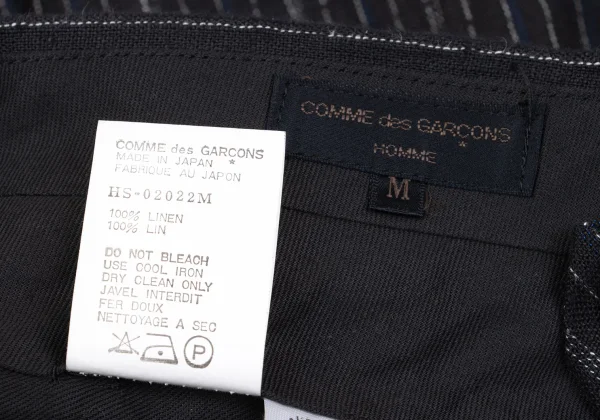 COMME des GARCONS
*
HOMME
M
COMME des GARCONS
MADE IN JAPAN *
FABRIQUE AU JAPON
HS-02022M
100% LINEN
100% LIN
DO NOT BLEACH
USE COOL IRON
DRY CLEAN ONLY
JAVEL INTERDIT
FER DOUX
NETTOYAGE A SEC
P